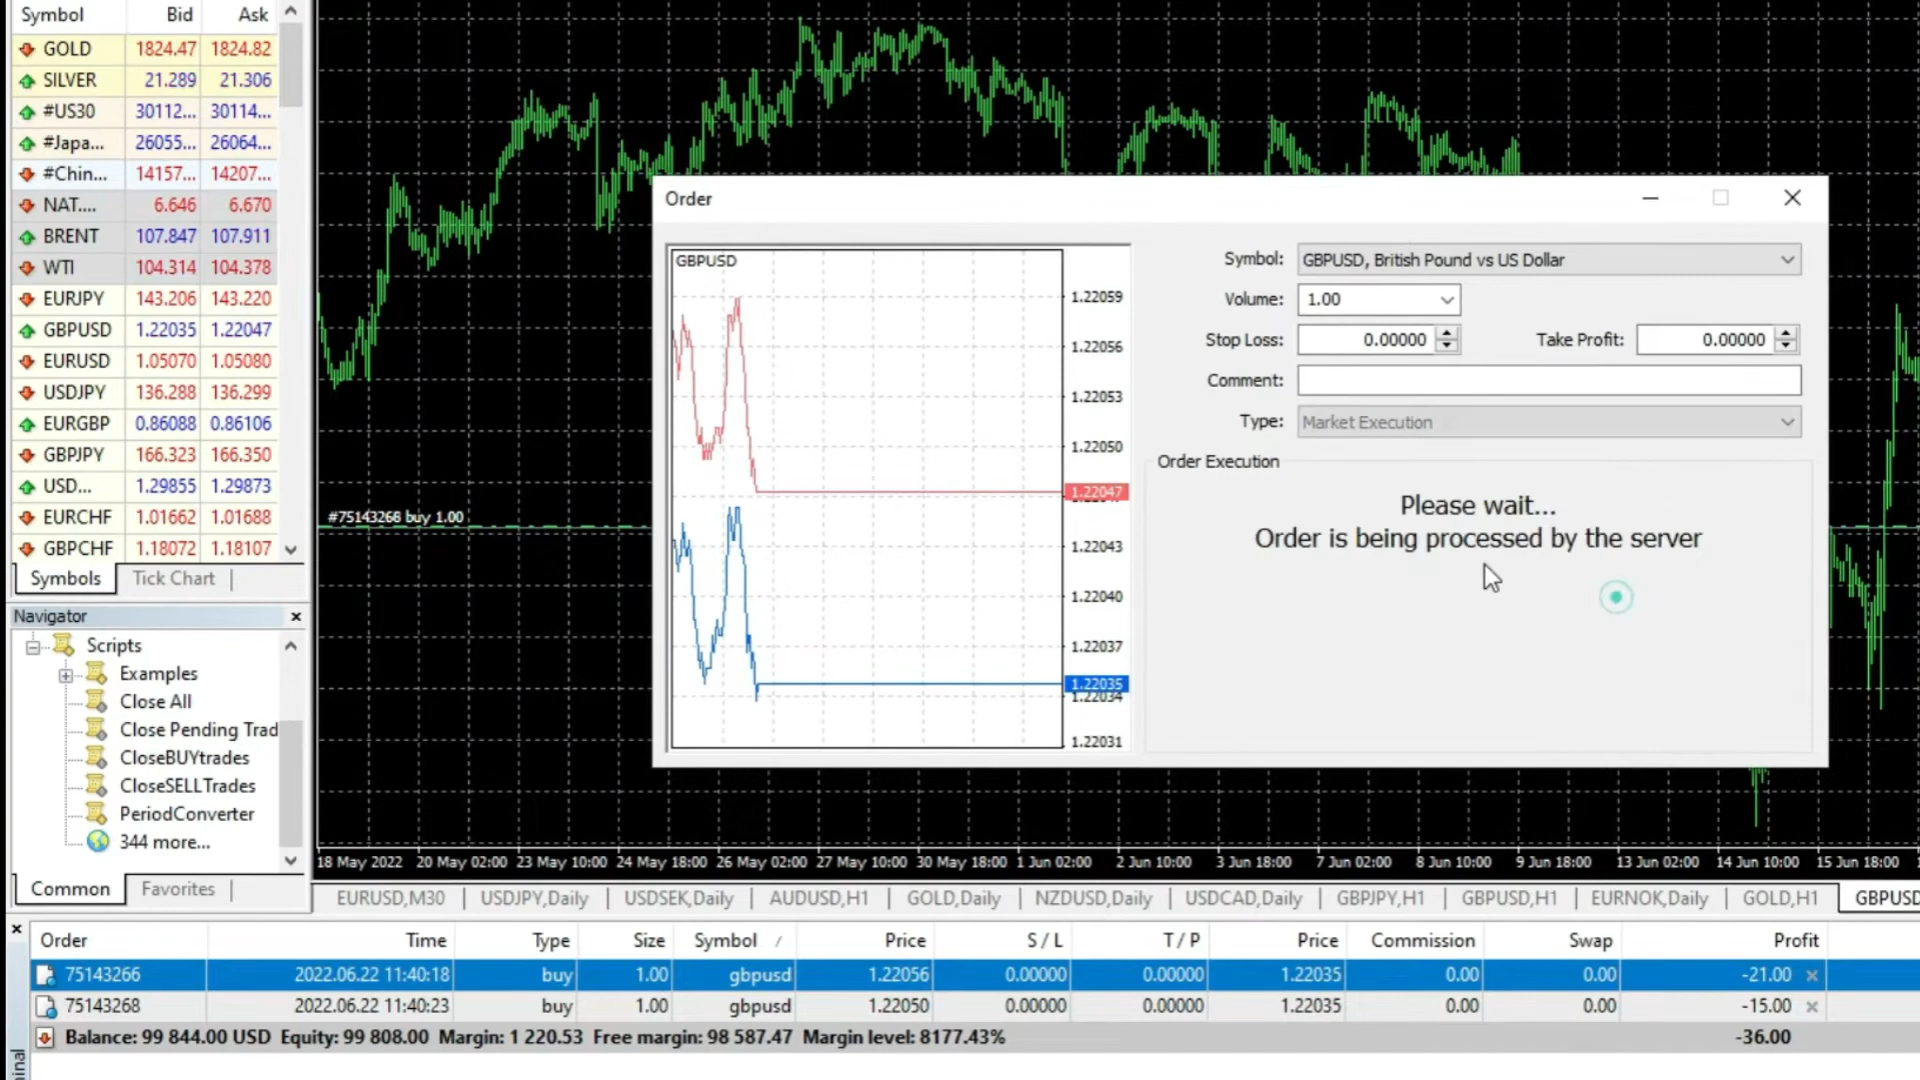 Symbol Bid Ask
GOLD 1824.47 1824.82
SILVER 21.289 21.306
#US30 30112... 30114...
#Japa... 26055... 26064...
#Chin... 14157... 14207...
NAT.... 6.646 6.670
BRENT 107.847 107.911
WTI 104.314 104.378
EURJPY 143.206 143.220
GBPUSD 1.22035 1.22047
EURUSD 1.05070 1.05080
USDJPY 136.288 136.299
EURGBP 0.86088 0.86106
GBPJPY 166.323 166.350
USD... 1.29855 1.29873
EURCHF 1.01662 1.01688
GBPCHF 1.18072 1.18107
Symbols Tick Chart
Navigator
Scripts
Examples
Close All
Close Pending Trad
CloseBUYtrades
CloseSELLTrades
PeriodConverter
344 more...
Common Favorites
#75143266 buy 1.00
Order
GBPUSD
1.22059
1.22056
1.22053
1.22050
1.22047
1.22043
1.22040
1.22037
1.22035
1.22034
1.22031
Symbol: GBPUSD, British Pound vs US Dollar
Volume: 1.00
Stop Loss: 0.00000 Take Profit: 0.00000
Comment:
Type: Market Execution
Order Execution
Please wait...
Order is being processed by the server
18 May 2022 20 May 02:00 23 May 10:00 24 May 18:00 26 May 02:00 27 May 10:00 30 May 18:00 1 Jun 02:00 2 Jun 10:00 3 Jun 18:00 7 Jun 02:00 8 Jun 10:00 9 Jun 18:00 13 Jun 02:00 14 Jun 10:00 15 Jun 18:00
EURUSD,M30 USDJPY,Daily USDSEK,Daily AUDUSD,H1 GOLD,Daily NZDUSD,Daily USDCAD,Daily GBPJPY,H1 GBPUSD,H1 EURNOK,Daily GOLD,H1 GBPUSD
Order Time Type Size Symbol / Price S / L T / P Price Commission Swap Profit
75143266 2022.06.22 11:40:18 buy 1.00 gbpusd 1.22056 0.00000 0.00000 1.22035 0.00 0.00 -21.00
75143268 2022.06.22 11:40:23 buy 1.00 gbpusd 1.22050 0.00000 0.00000 1.22035 0.00 0.00 -15.00
Balance: 99 844.00 USD Equity: 99 808.00 Margin: 1 220.53 Free margin: 98 587.47 Margin level: 8177.43% -36.00
inal